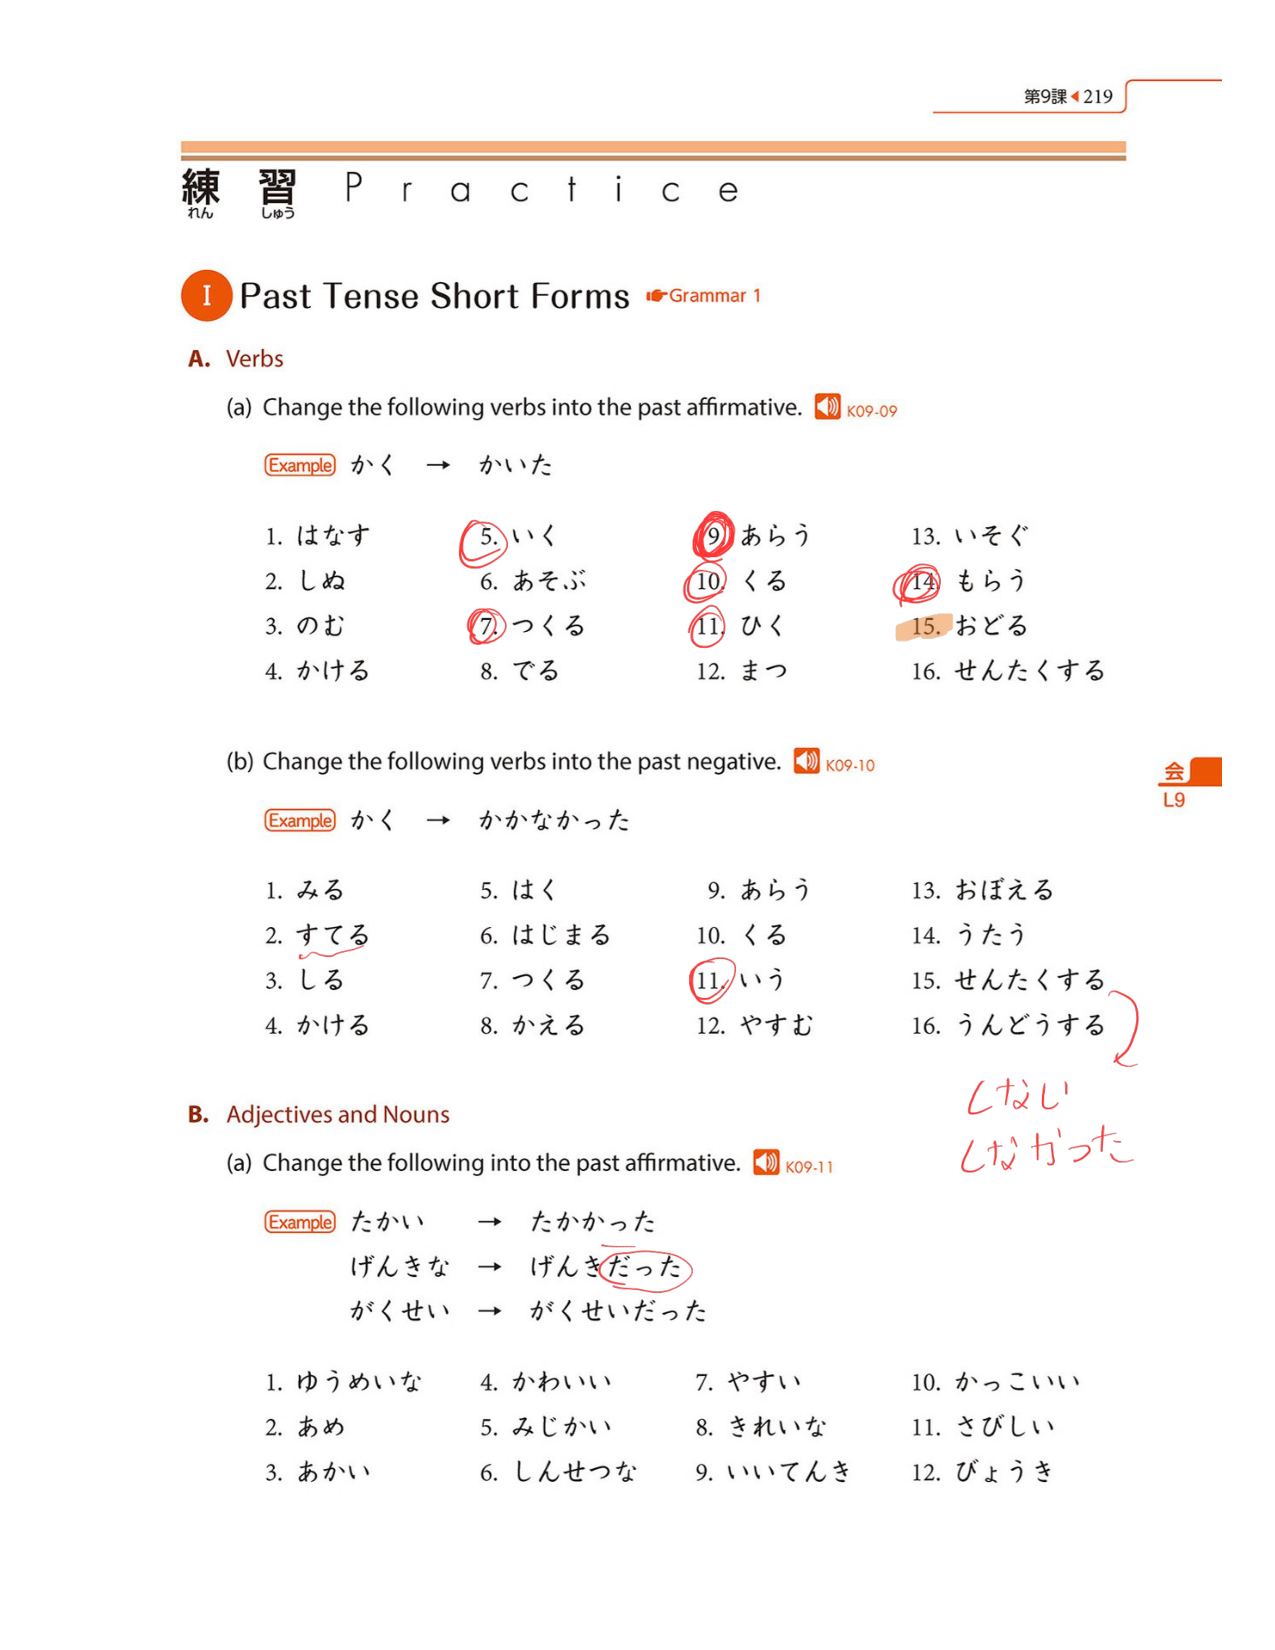 第9課 ◀ 219
練習 Practice
れん しゅう
I Past Tense Short Forms ☛Grammar 1
A. Verbs
(a) Change the following verbs into the past affirmative. K09-09
Example かく → かいた
1. はなす 5. いく 9. あらう 13. いそぐ
2. しぬ 6. あそぶ 10. くる 14. もらう
3. のむ 7. つくる 11. ひく 15. おどる
4. かける 8. でる 12. まつ 16. せんたくする
(b) Change the following verbs into the past negative. K09-10
会
L9
Example かく → かかなかった
1. みる 5. はく 9. あらう 13. おぼえる
2. すてる 6. はじまる 10. くる 14. うたう
3. しる 7. つくる 11. いう 15. せんたくする
4. かける 8. かえる 12. やすむ 16. うんどうする
しない
しなかった
B. Adjectives and Nouns
(a) Change the following into the past affirmative. K09-11
Example たかい → たかかった
げんきな → げんきだった
がくせい → がくせいだった
1. ゆうめいな 4. かわいい 7. やすい 10. かっこいい
2. あめ 5. みじかい 8. きれいな 11. さびしい
3. あかい 6. しんせつな 9. いいてんき 12. びょうき